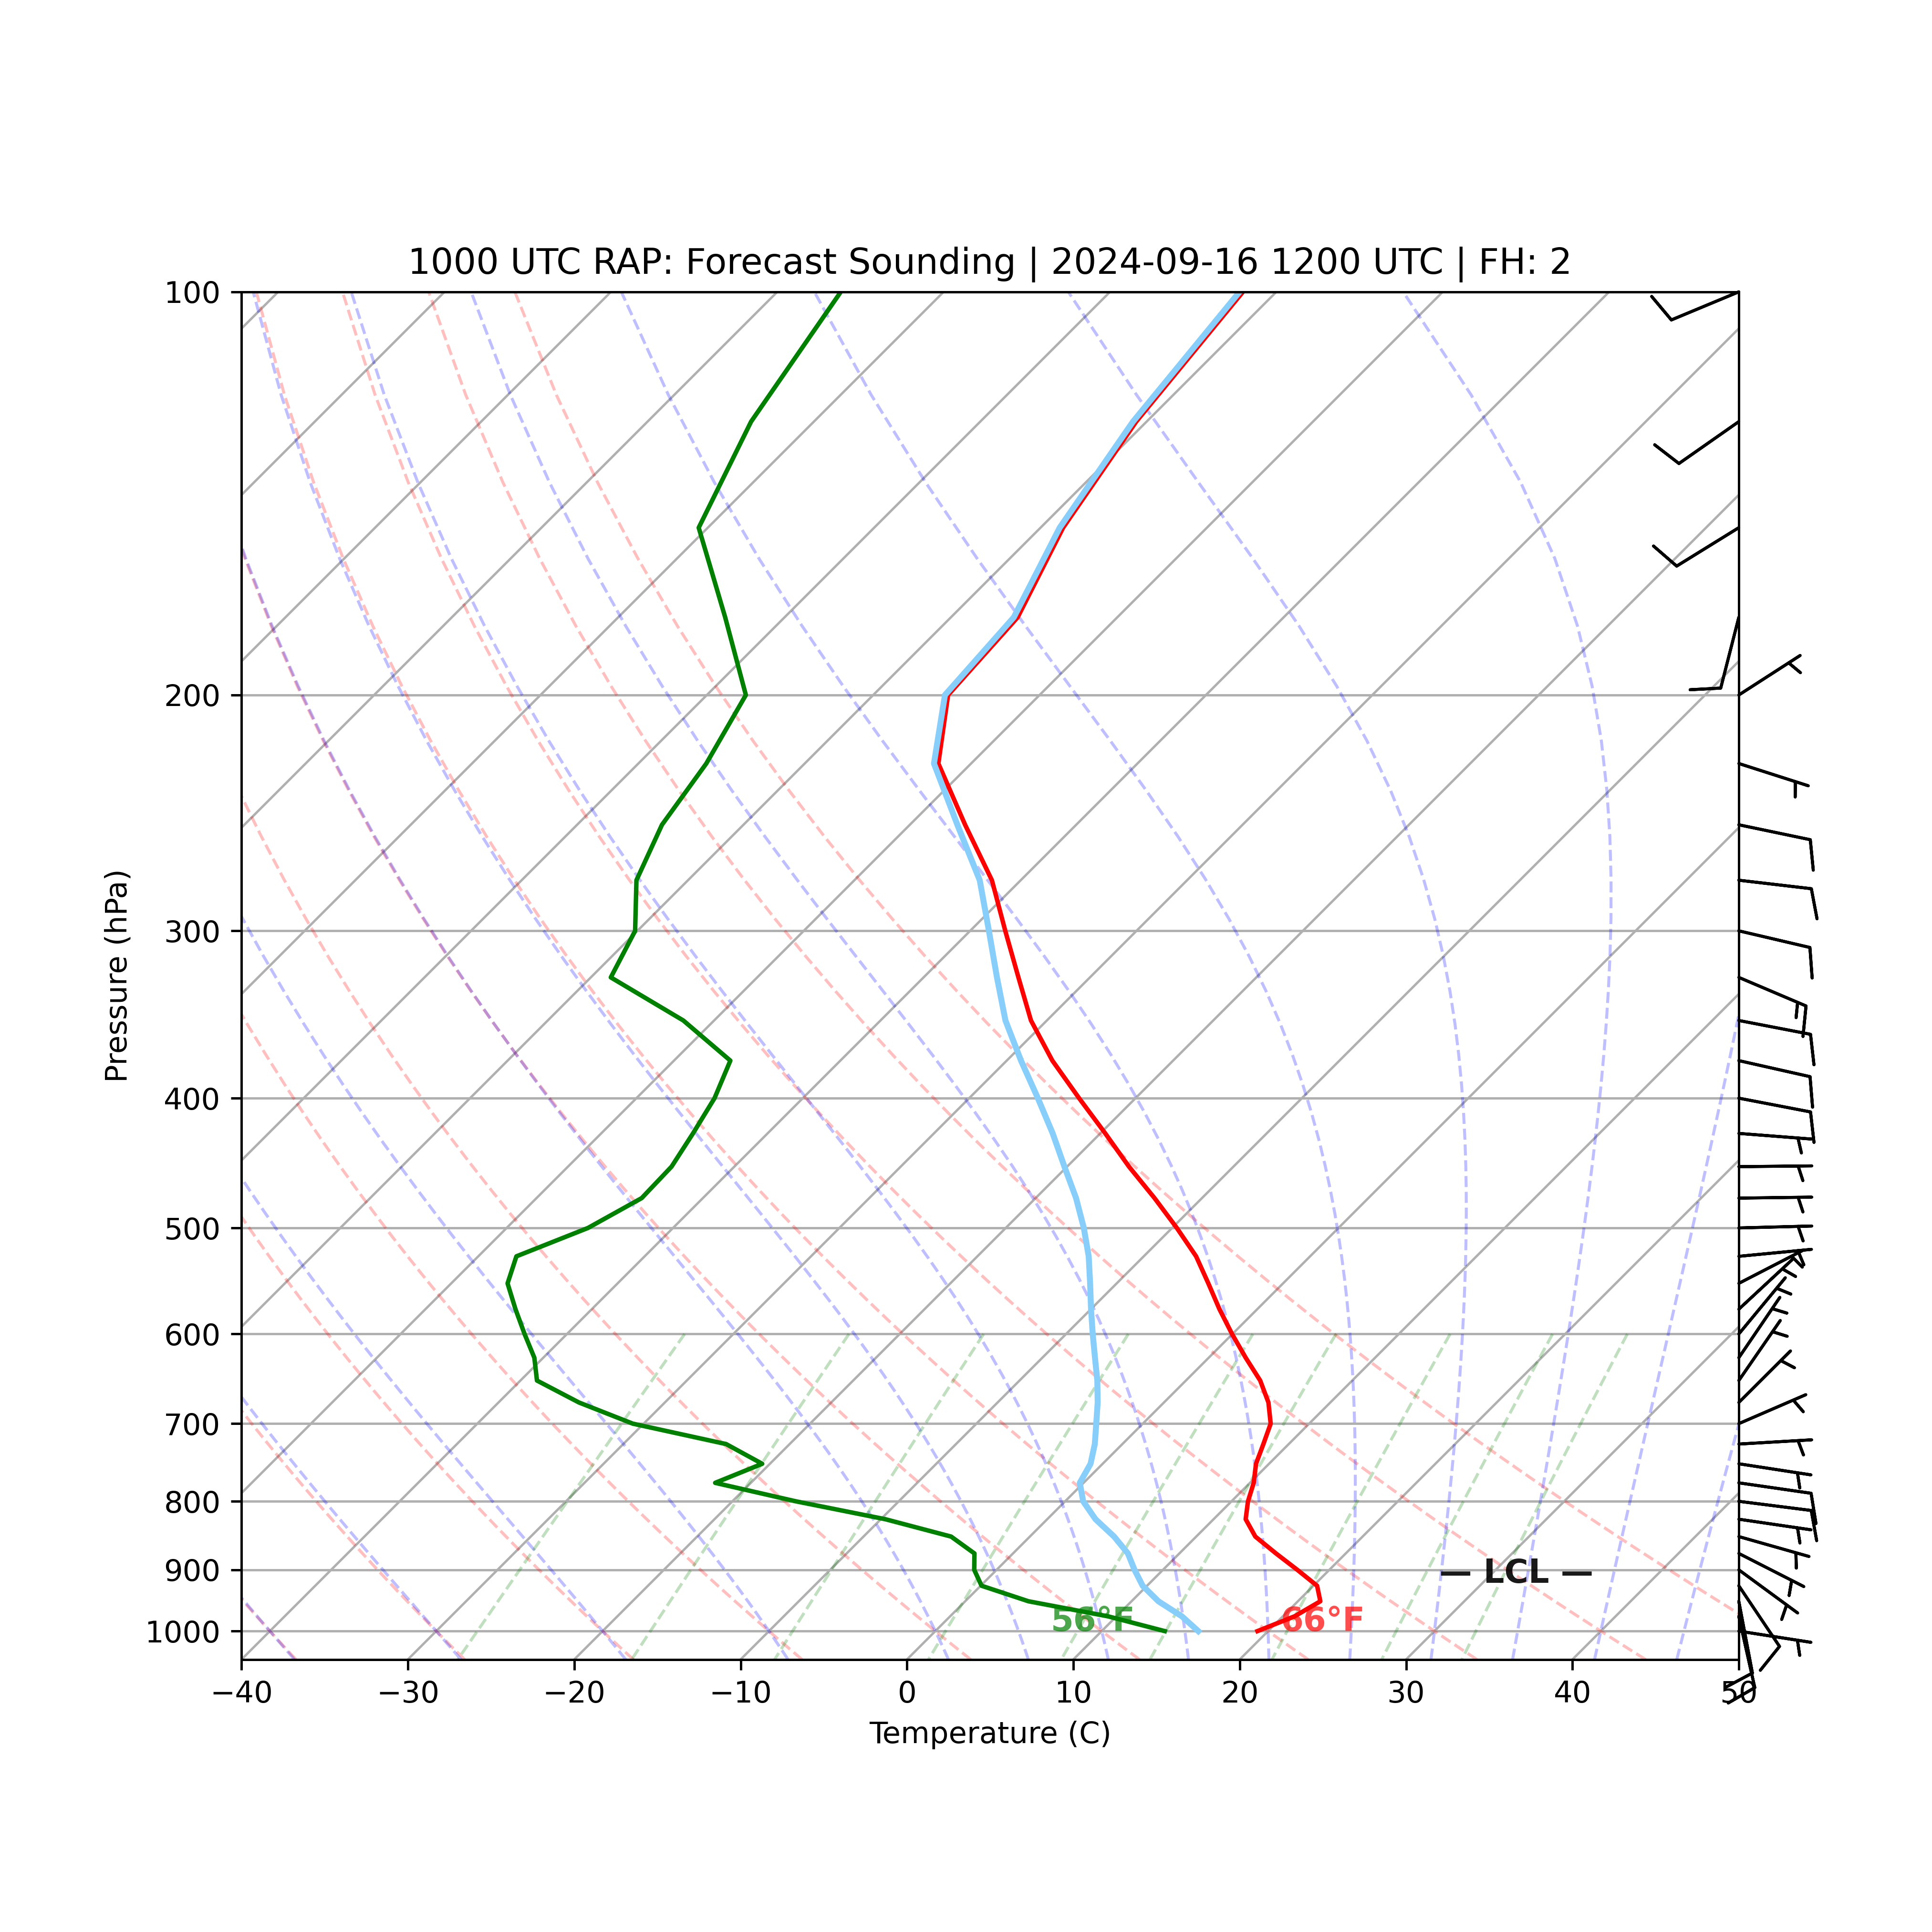 1000 UTC RAP: Forecast Sounding | 2024-09-16 1200 UTC | FH: 2
100
200
300
400
500
600
700
800
900
1000
Pressure (hPa)
— LCL —
56°F
66°F
−40 −30 −20 −10 0 10 20 30 40 50
Temperature (C)